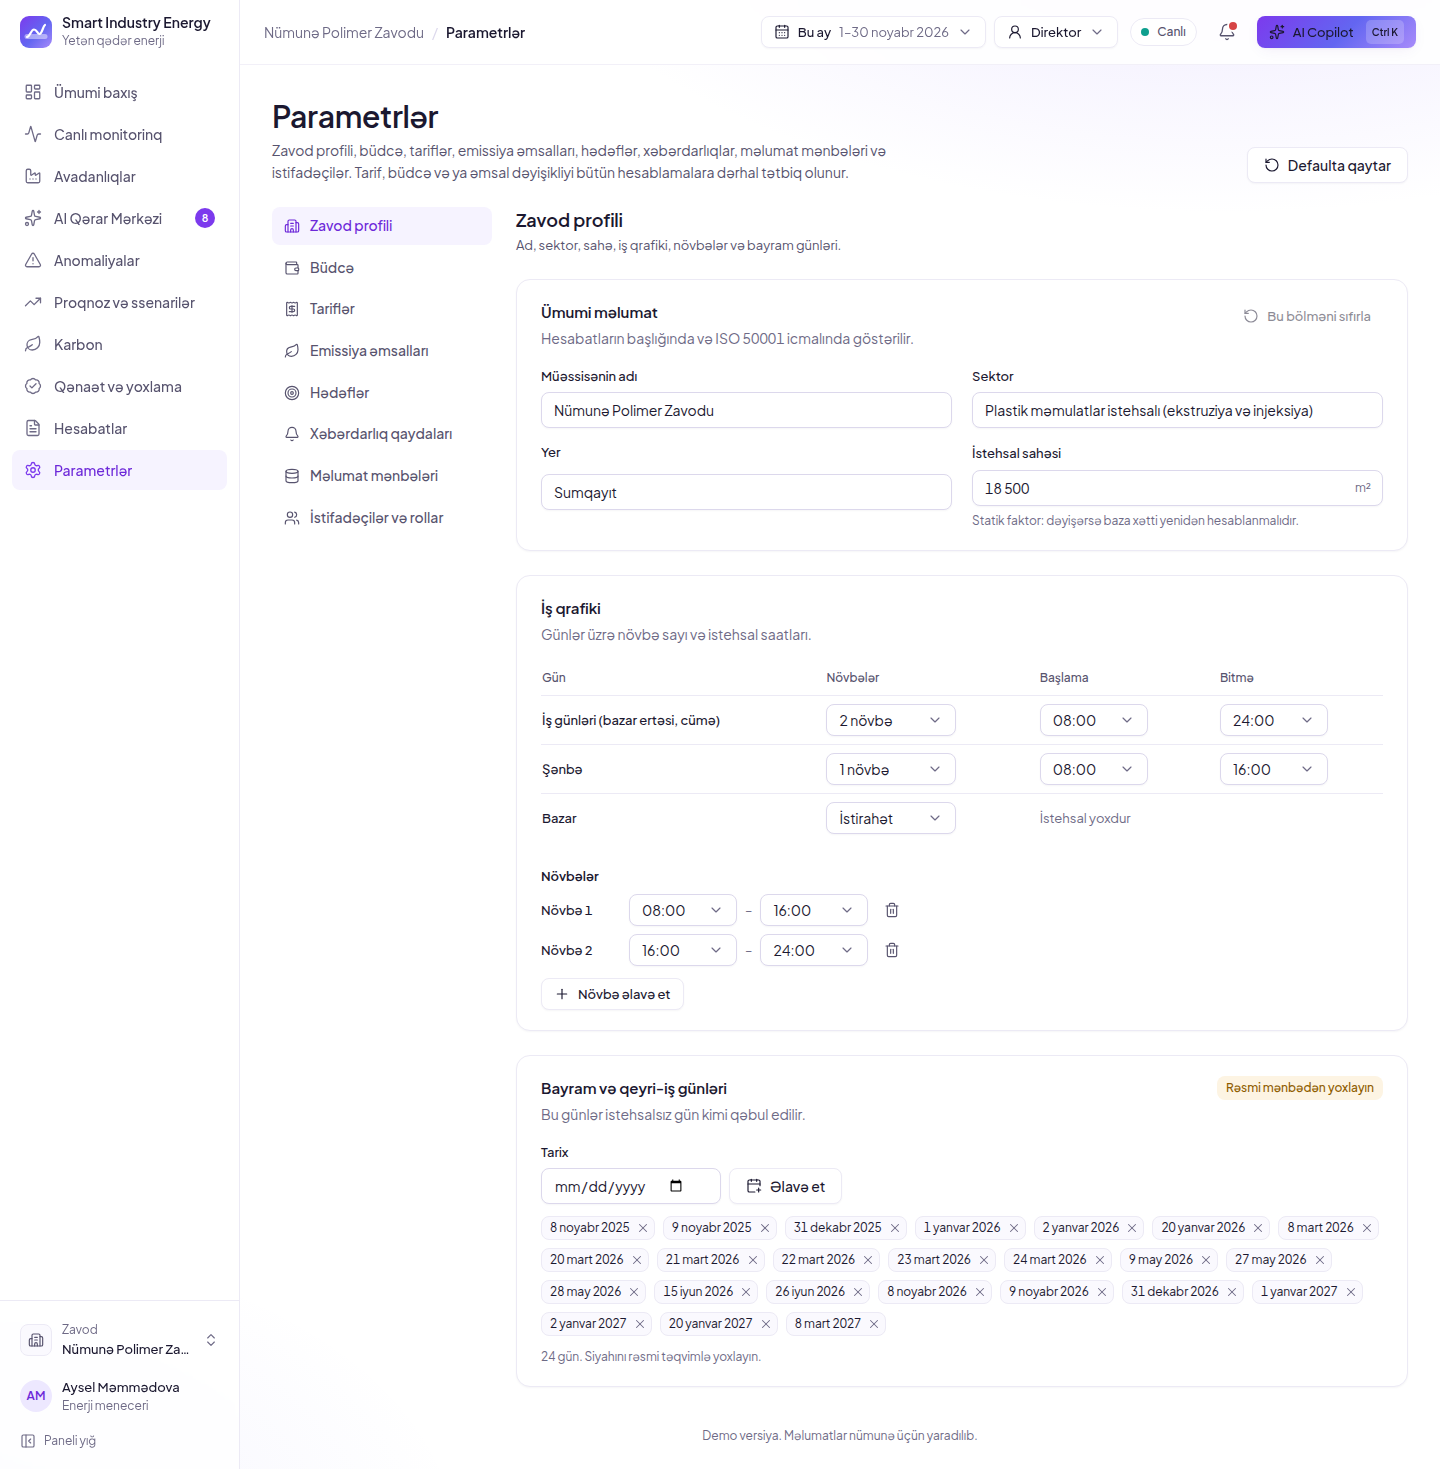 Smart Industry Energy
Yetən qədər enerji
Ümumi baxış
Canlı monitorinq
Avadanlıqlar
AI Qərar Mərkəzi 8
Anomaliyalar
Proqnoz və ssenarilər
Karbon
Qənaət və yoxlama
Hesabatlar
Parametrlər
Zavod
Nümunə Polimer Za...
AM
Aysel Məmmədova
Enerji meneceri
Paneli yığ
Nümunə Polimer Zavodu / Parametrlər
Bu ay 1–30 noyabr 2026
Direktor
Canlı
AI Copilot Ctrl K
Parametrlər
Zavod profili, büdcə, tariflər, emissiya əmsalları, hədəflər, xəbərdarlıqlar, məlumat mənbələri və
istifadəçilər. Tarif, büdcə və ya əmsal dəyişikliyi bütün hesablamalara dərhal tətbiq olunur.
Defaulta qaytar
Zavod profili
Büdcə
Tariflər
Emissiya əmsalları
Hədəflər
Xəbərdarlıq qaydaları
Məlumat mənbələri
İstifadəçilər və rollar
Zavod profili
Ad, sektor, sahə, iş qrafiki, növbələr və bayram günləri.
Ümumi məlumat
Hesabatların başlığında və ISO 50001 icmalında göstərilir.
Bu bölməni sıfırla
Müəssisənin adı
Nümunə Polimer Zavodu
Sektor
Plastik məmulatlar istehsalı (ekstruziya və injeksiya)
Yer
Sumqayıt
İstehsal sahəsi
18 500 m²
Statik faktor: dəyişərsə baza xətti yenidən hesablanmalıdır.
İş qrafiki
Günlər üzrə növbə sayı və istehsal saatları.
Gün Növbələr Başlama Bitmə
İş günləri (bazar ertəsi, cümə) 2 növbə 08:00 24:00
Şənbə 1 növbə 08:00 16:00
Bazar İstirahət İstehsal yoxdur
Növbələr
Növbə 1 08:00 – 16:00
Növbə 2 16:00 – 24:00
Növbə əlavə et
Bayram və qeyri-iş günləri
Rəsmi mənbədən yoxlayın
Bu günlər istehsalsız gün kimi qəbul edilir.
Tarix
mm/dd/yyyy
Əlavə et
8 noyabr 2025 9 noyabr 2025 31 dekabr 2025 1 yanvar 2026 2 yanvar 2026 20 yanvar 2026 8 mart 2026
20 mart 2026 21 mart 2026 22 mart 2026 23 mart 2026 24 mart 2026 9 may 2026 27 may 2026
28 may 2026 15 iyun 2026 26 iyun 2026 8 noyabr 2026 9 noyabr 2026 31 dekabr 2026 1 yanvar 2027
2 yanvar 2027 20 yanvar 2027 8 mart 2027
24 gün. Siyahını rəsmi təqvimlə yoxlayın.
Demo versiya. Məlumatlar nümunə üçün yaradılıb.